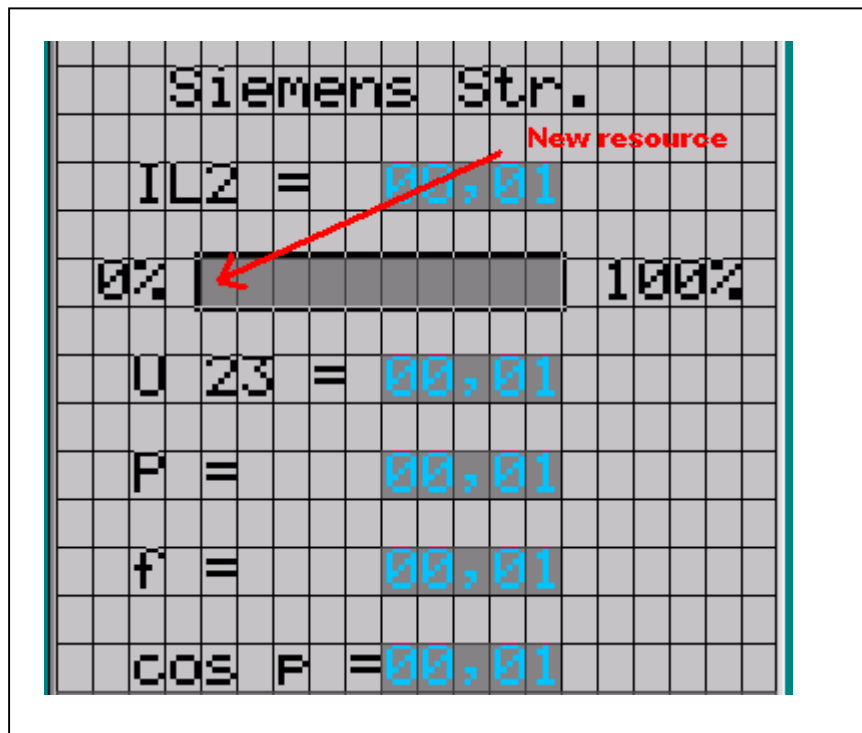 Siemens Str.
New resource
IL2 = 00,01
0% 100%
U 23 = 00,01
P = 00,01
f = 00,01
cos p =00,01